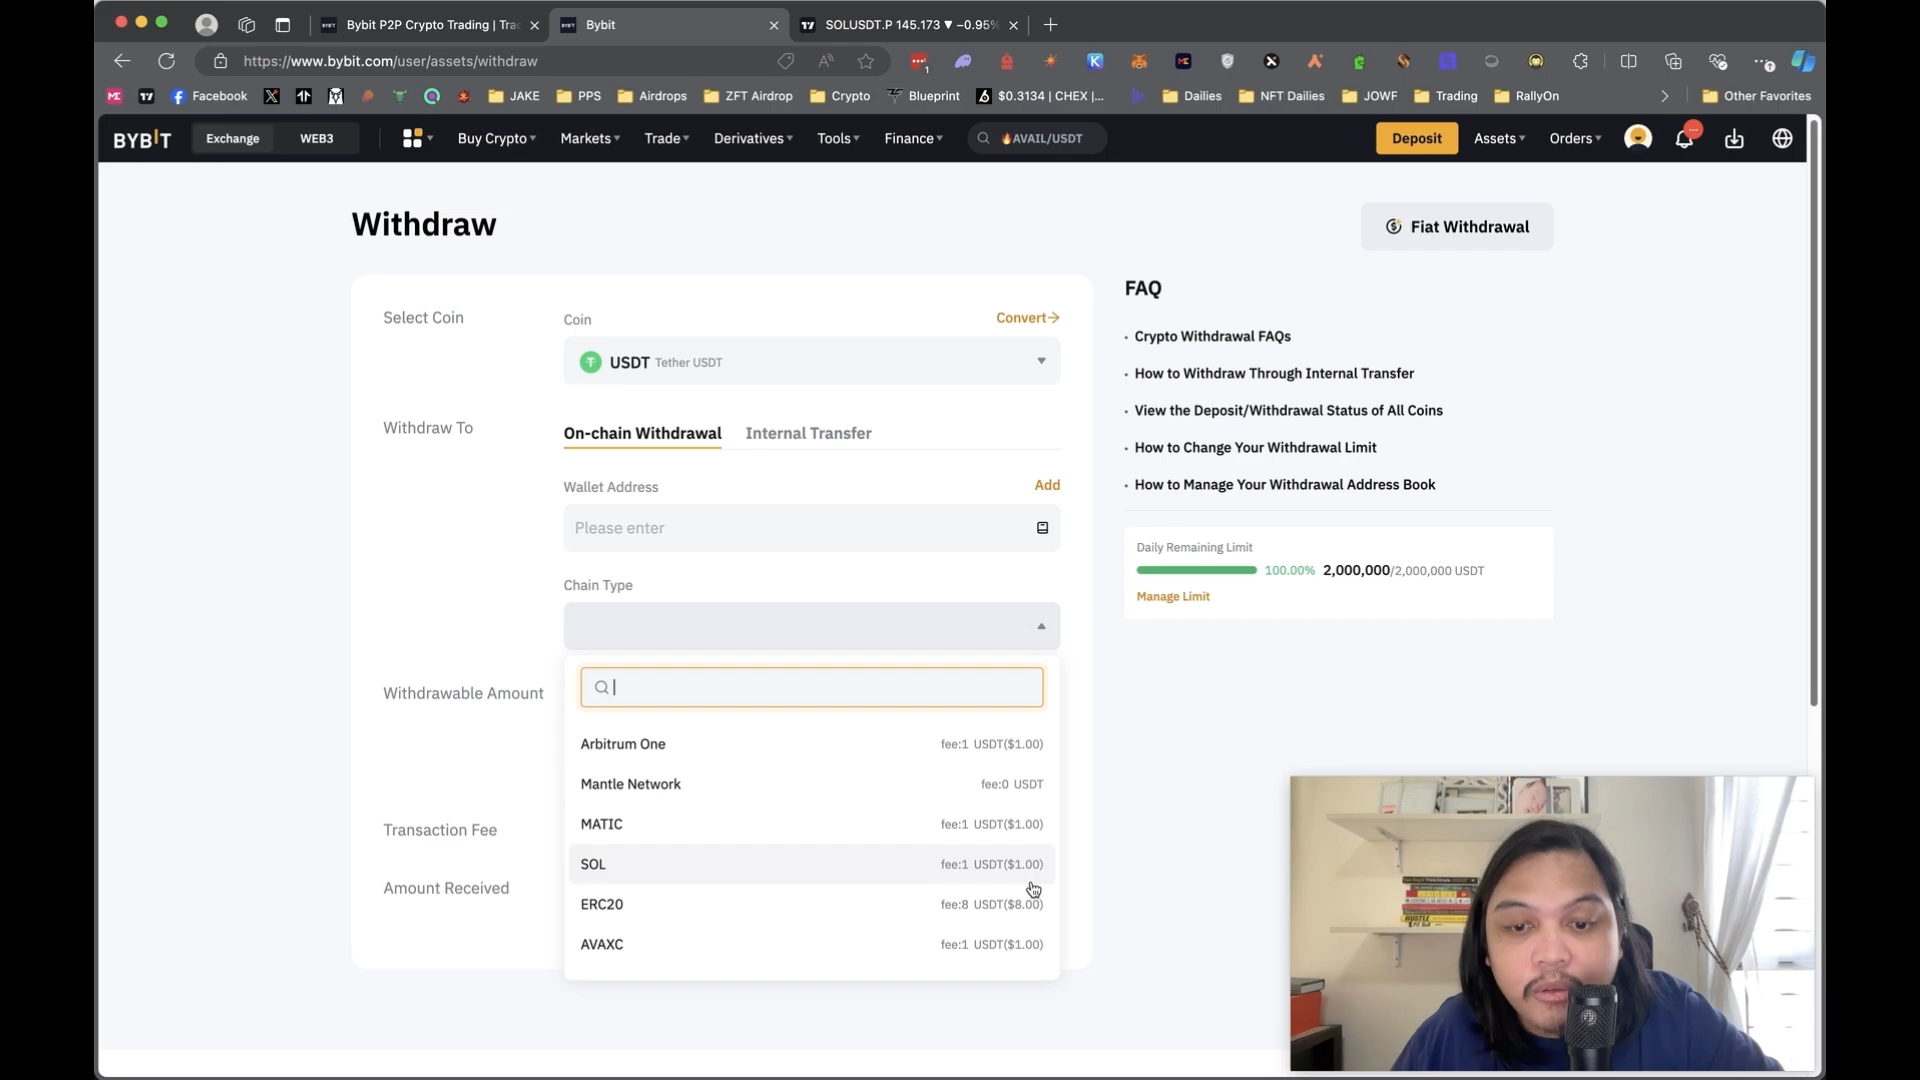 Bybit P2P Crypto Trading | Tra
Bybit
SOLUSDT.P 145.173 ▼ −0.95%
https://www.bybit.com/user/assets/withdraw
Facebook
JAKE
PPS
Airdrops
ZFT Airdrop
Crypto
Blueprint
$0.3134 | CHEX |...
Dailies
NFT Dailies
JOWF
Trading
RallyOn
Other Favorites
BYBIT
Exchange
WEB3
Buy Crypto
Markets
Trade
Derivatives
Tools
Finance
AVAIL/USDT
Deposit
Assets
Orders
Withdraw
Fiat Withdrawal
Select Coin
Coin
Convert→
USDT Tether USDT
Withdraw To
On-chain Withdrawal
Internal Transfer
Wallet Address
Add
Please enter
Chain Type
Withdrawable Amount
Arbitrum One fee:1 USDT($1.00)
Mantle Network fee:0 USDT
MATIC fee:1 USDT($1.00)
Transaction Fee
SOL fee:1 USDT($1.00)
Amount Received
ERC20 fee:8 USDT($8.00)
AVAXC fee:1 USDT($1.00)
FAQ
· Crypto Withdrawal FAQs
· How to Withdraw Through Internal Transfer
· View the Deposit/Withdrawal Status of All Coins
· How to Change Your Withdrawal Limit
· How to Manage Your Withdrawal Address Book
Daily Remaining Limit
100.00% 2,000,000/2,000,000 USDT
Manage Limit